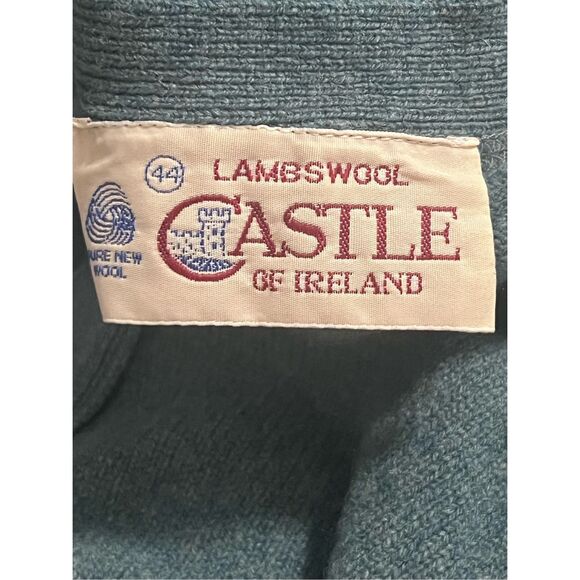 44
LAMBSWOOL
CASTLE
OF IRELAND
PURE NEW
WOOL